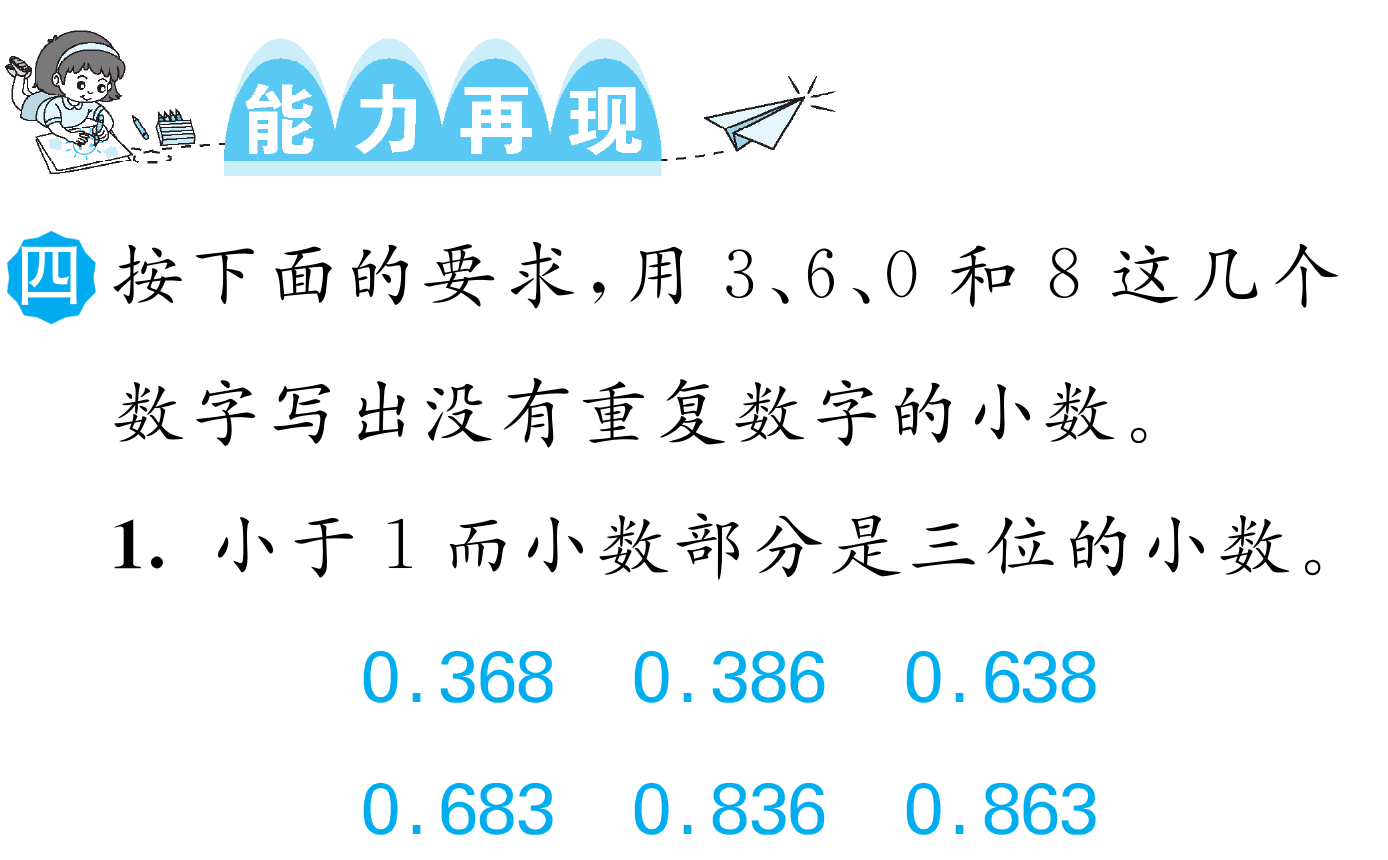 能力再现
四 按下面的要求,用 3、6、0 和 8 这几个
数字写出没有重复数字的小数。
1. 小于 1 而小数部分是三位的小数。
0.368 0.386 0.638
0.683 0.836 0.863